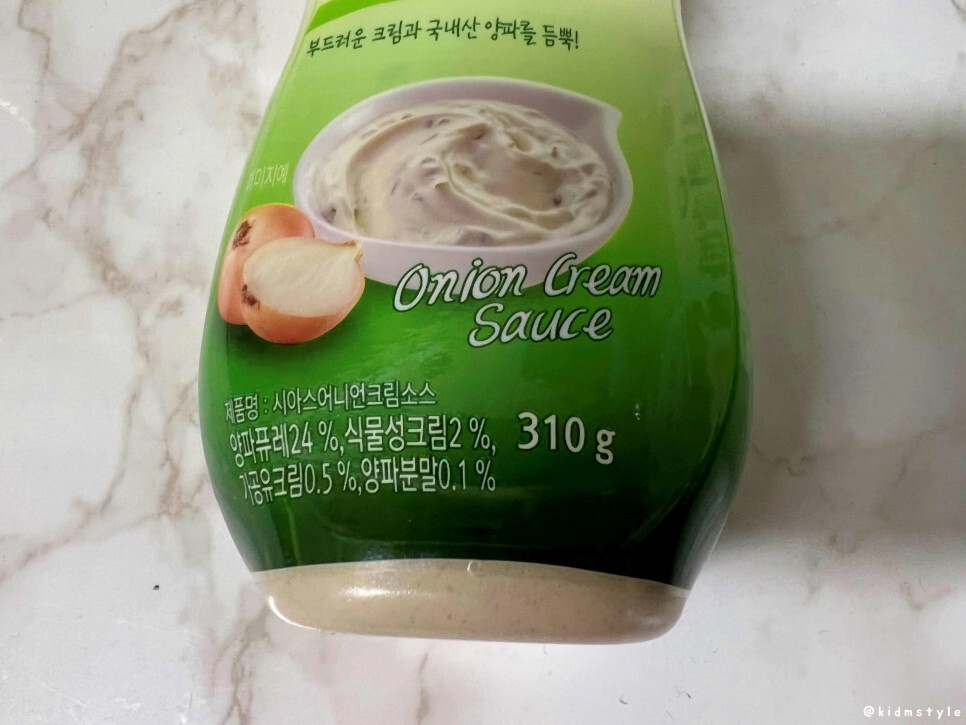 부드러운 크림과 국내산 양파를 듬뿍!
미지예
Onion Cream
Sauce
제품명 : 시아스어니언크림소스
양파퓨레24 %,식물성크림2 %,
가공유크림0.5 %,양파분말0.1 %
310 g
@kidmstyle